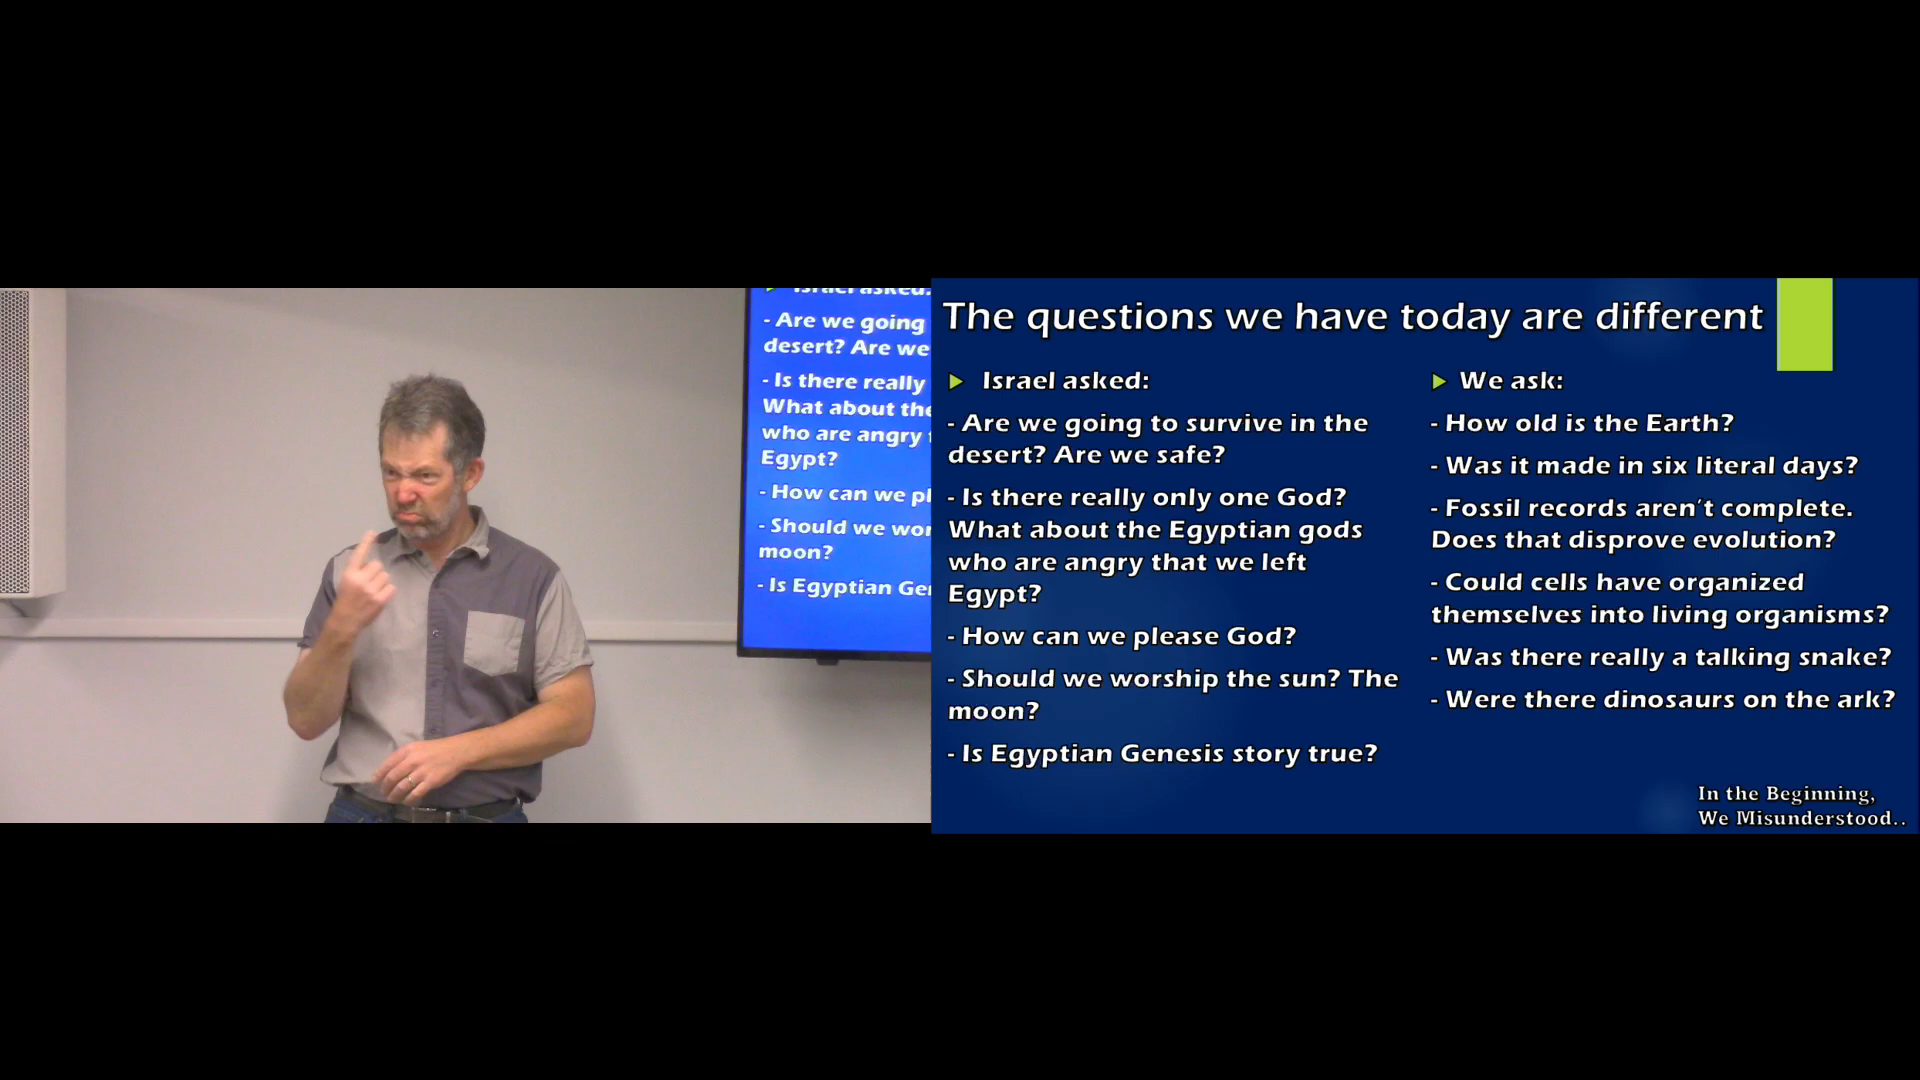 Israel asked:
- Are we going
desert? Are we
- Is there really
What about the
who are angry
Egypt?
- How can we pl
- Should we wor
moon?
- Is Egyptian Gene
The questions we have today are different
Israel asked:
- Are we going to survive in the
desert? Are we safe?
- Is there really only one God?
What about the Egyptian gods
who are angry that we left
Egypt?
- How can we please God?
- Should we worship the sun? The
moon?
- Is Egyptian Genesis story true?
We ask:
- How old is the Earth?
- Was it made in six literal days?
- Fossil records aren't complete.
Does that disprove evolution?
- Could cells have organized
themselves into living organisms?
- Was there really a talking snake?
- Were there dinosaurs on the ark?
In the Beginning,
We Misunderstood..